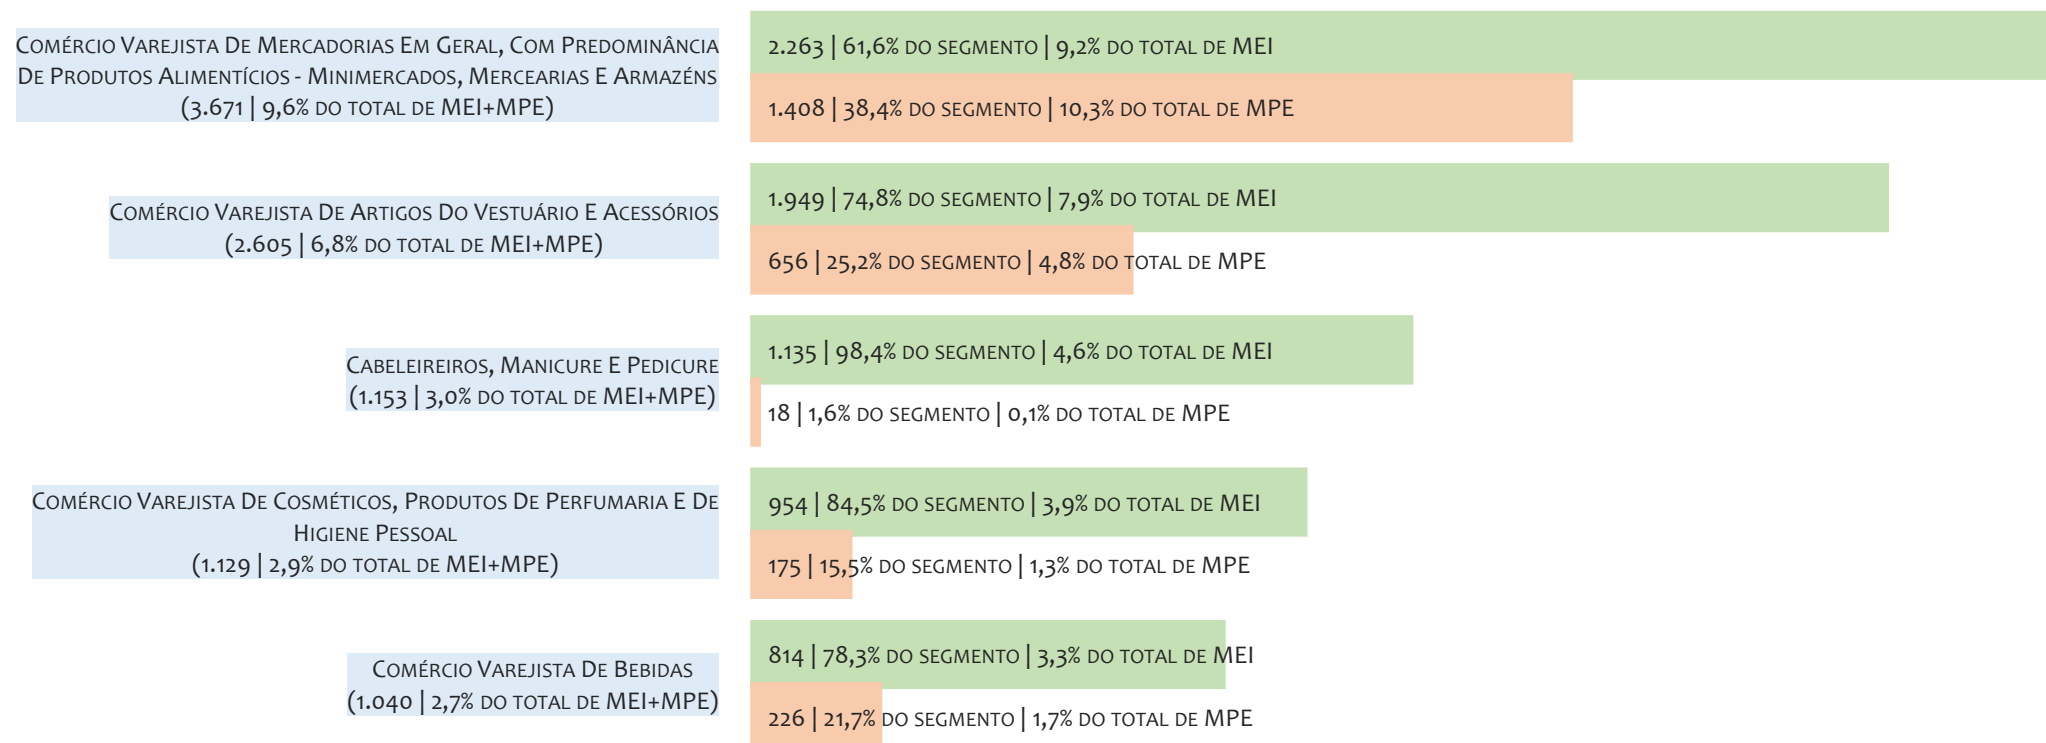 Comércio Varejista De Mercadorias Em Geral, Com Predominância
De Produtos Alimentícios - Minimercados, Mercearias E Armazéns
(3.671 | 9,6% do total de MEI+MPE)
2.263 | 61,6% do segmento | 9,2% do total de MEI
1.408 | 38,4% do segmento | 10,3% do total de MPE
Comércio Varejista De Artigos Do Vestuário E Acessórios
(2.605 | 6,8% do total de MEI+MPE)
1.949 | 74,8% do segmento | 7,9% do total de MEI
656 | 25,2% do segmento | 4,8% do total de MPE
Cabeleireiros, Manicure E Pedicure
(1.153 | 3,0% do total de MEI+MPE)
1.135 | 98,4% do segmento | 4,6% do total de MEI
18 | 1,6% do segmento | 0,1% do total de MPE
Comércio Varejista De Cosméticos, Produtos De Perfumaria E De
Higiene Pessoal
(1.129 | 2,9% do total de MEI+MPE)
954 | 84,5% do segmento | 3,9% do total de MEI
175 | 15,5% do segmento | 1,3% do total de MPE
Comércio Varejista De Bebidas
(1.040 | 2,7% do total de MEI+MPE)
814 | 78,3% do segmento | 3,3% do total de MEI
226 | 21,7% do segmento | 1,7% do total de MPE